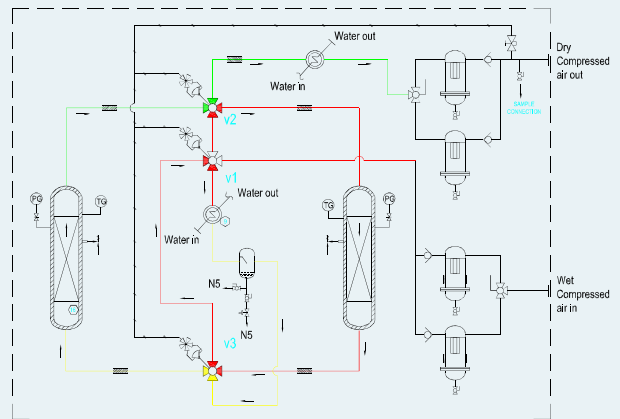 Water out
Dry
Compressed
air out
Water in
SAMPLE
CONNECTION
v2
v1
PG
TG
Water out
TG
PG
Water in
N5
Wet
Compressed
air in
N5
v3